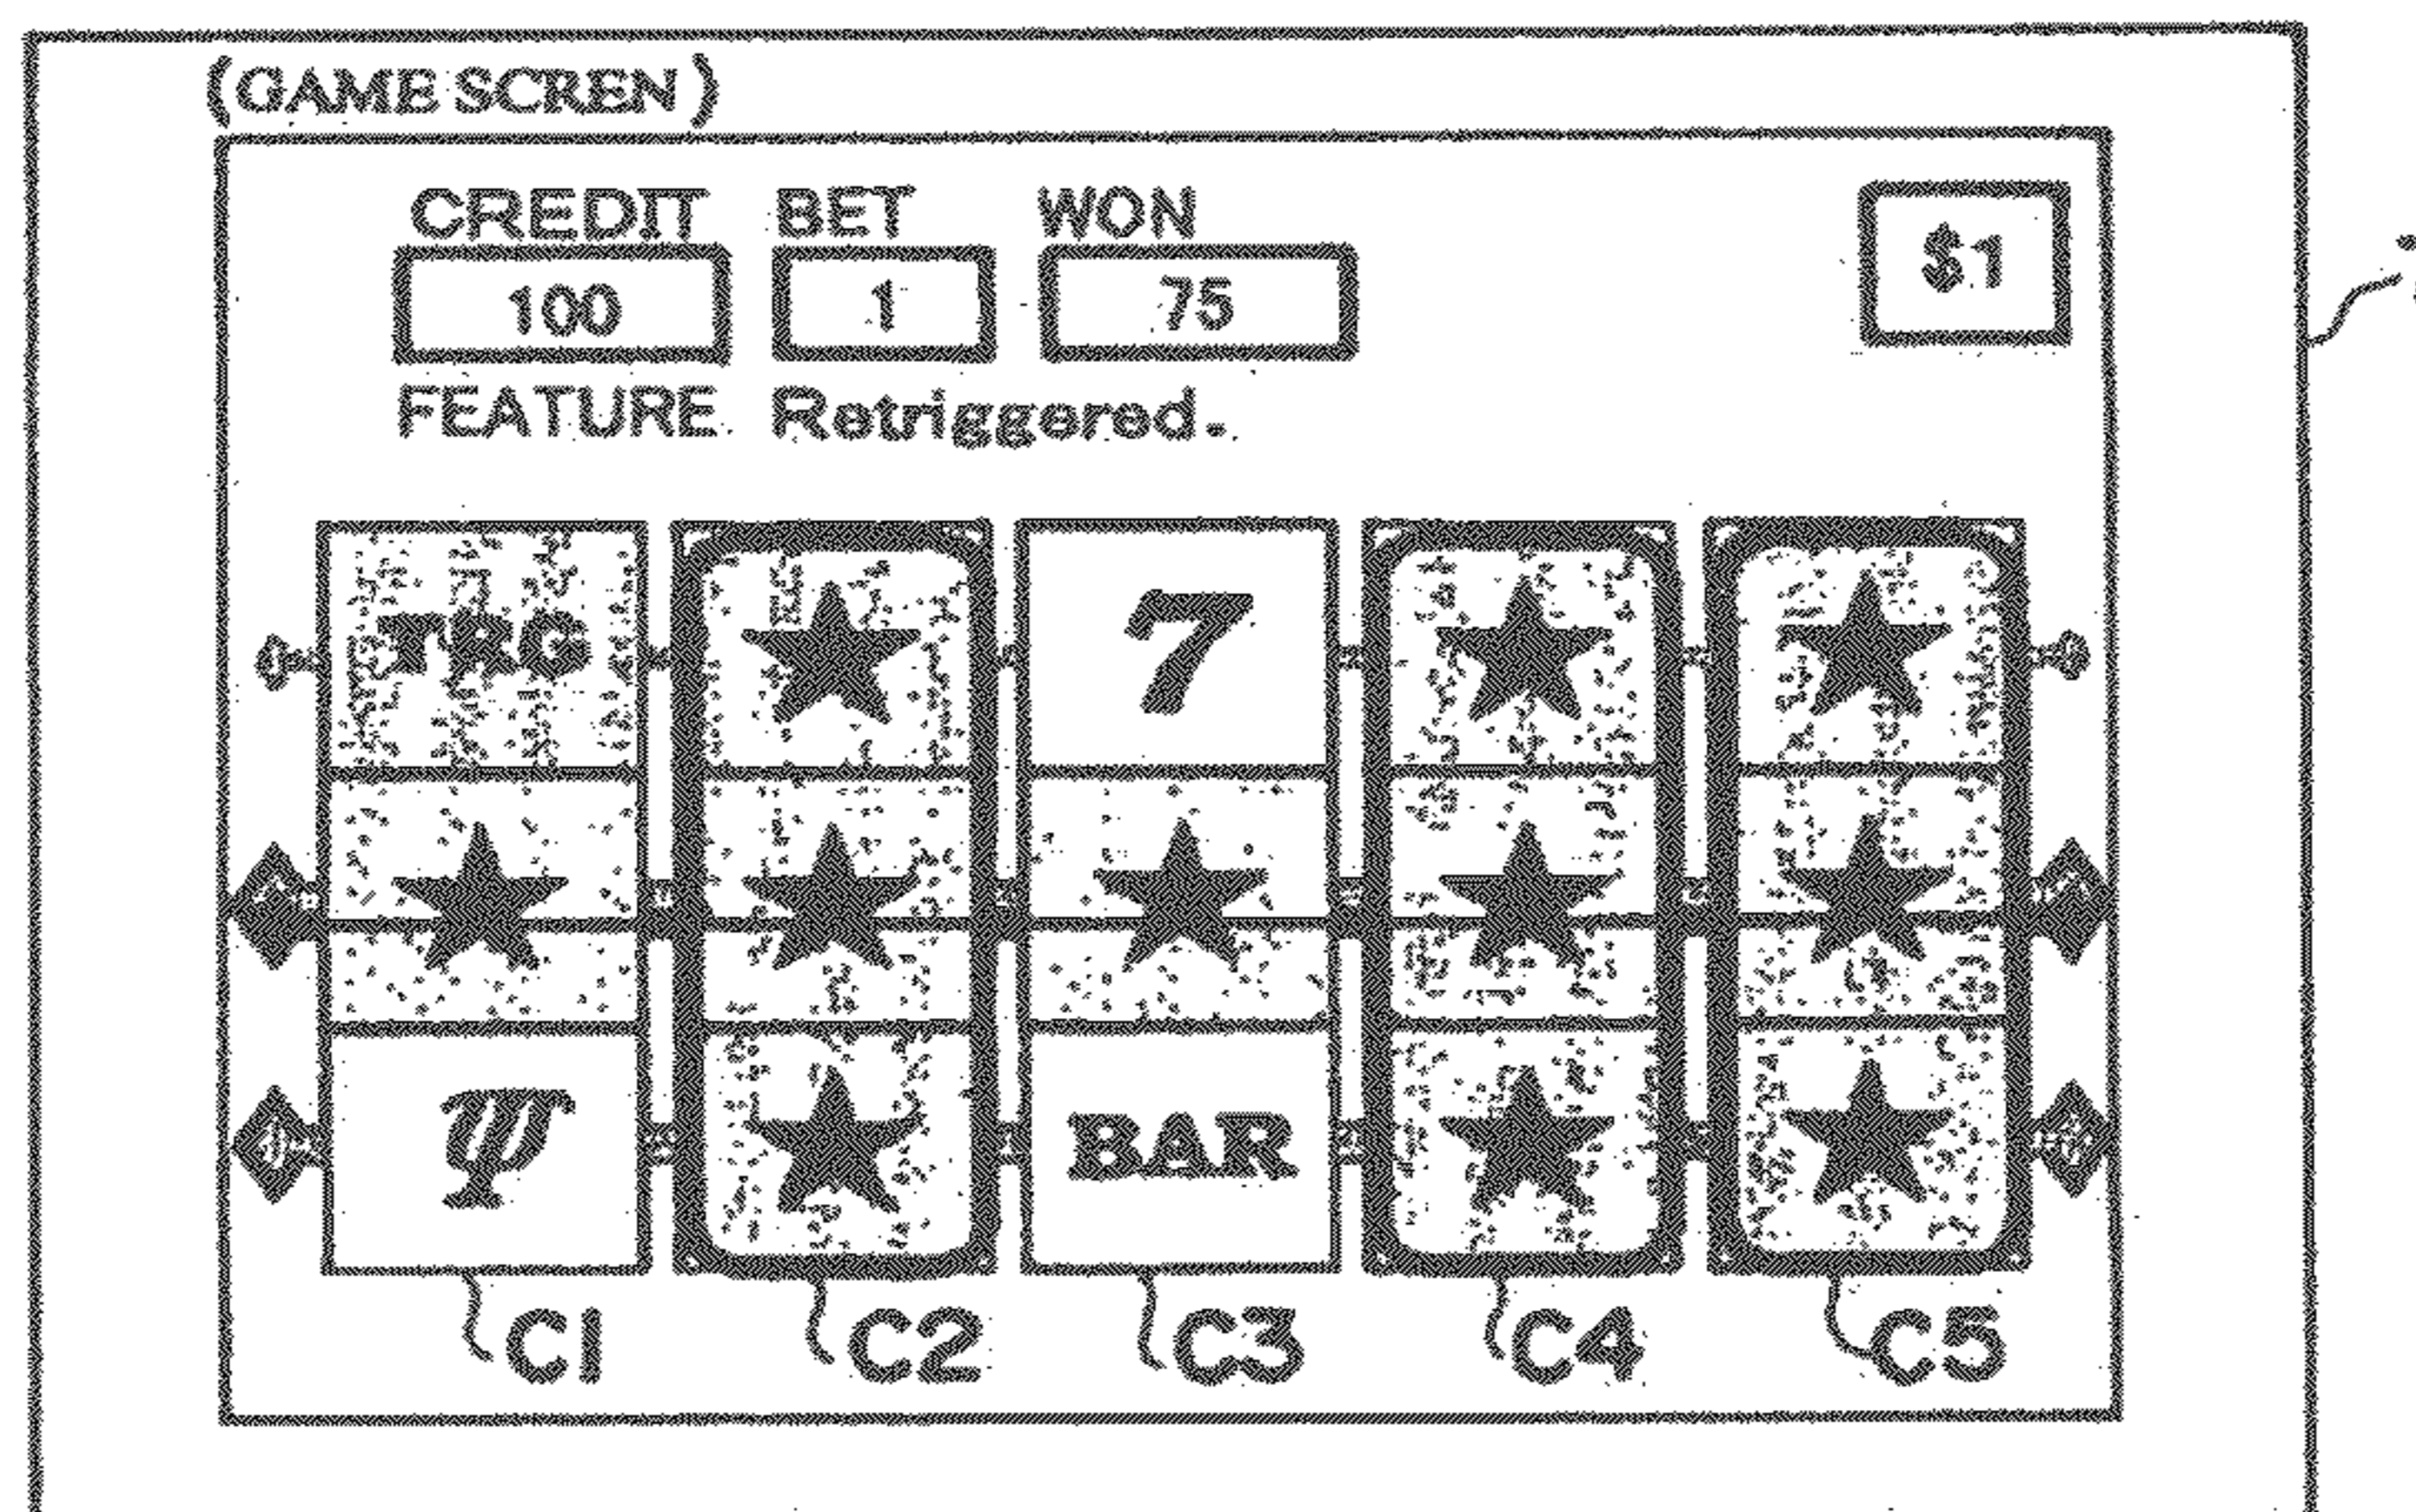 (GAME SCREN)
CREDIT BET WON
100 1 75
$1
FEATURE. Retriggered.
TRG 7
Ψ BAR
C1 C2 C3 C4 C5